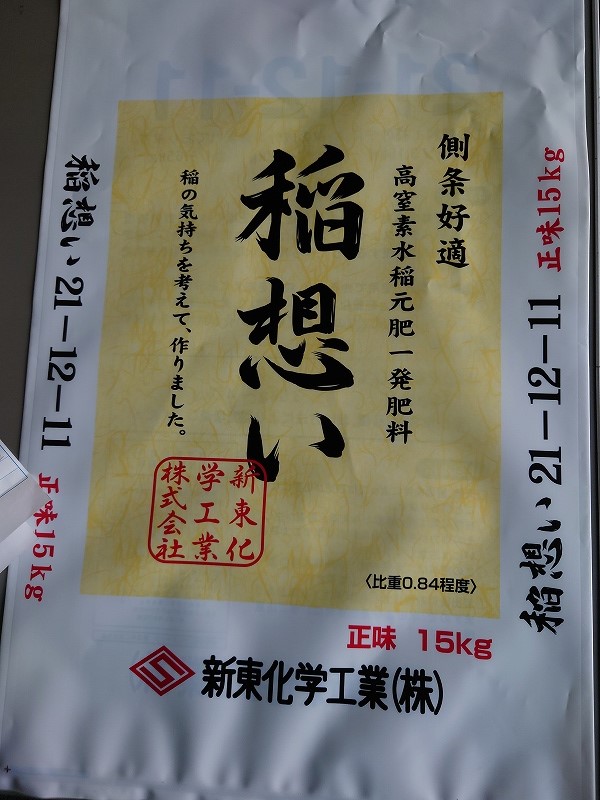 側条好適
高窒素水稲元肥一発肥料
稲想い
稲の気持ちを考えて、作りました。
新東化
学工業
株式会社
〈比重0.84程度〉
正味 15kg
新東化学工業(株)
稲想い 21-12-11 正味15kg
稲想い 21-12-11 正味15kg
21-12-11